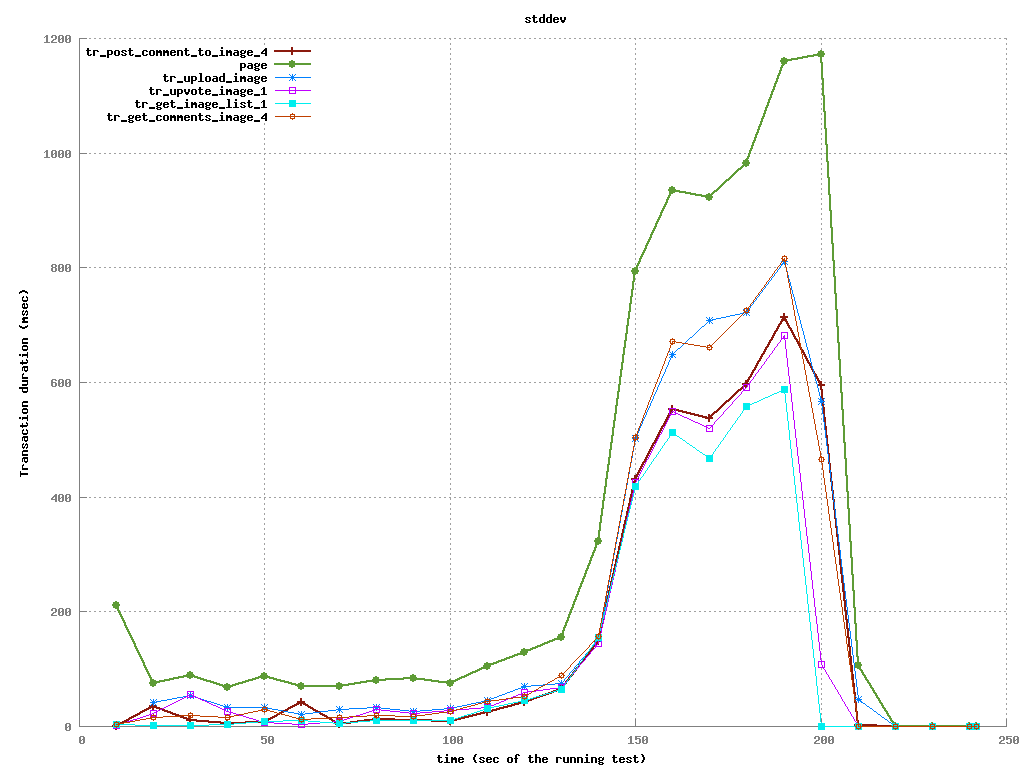 stddev
tr_post_comment_to_image_4
page
tr_upload_image
tr_upvote_image_1
tr_get_image_list_1
tr_get_comments_image_4
1200
1000
800
600
400
200
0
Transaction duration (msec)
0 50 100 150 200 250
time (sec of the running test)